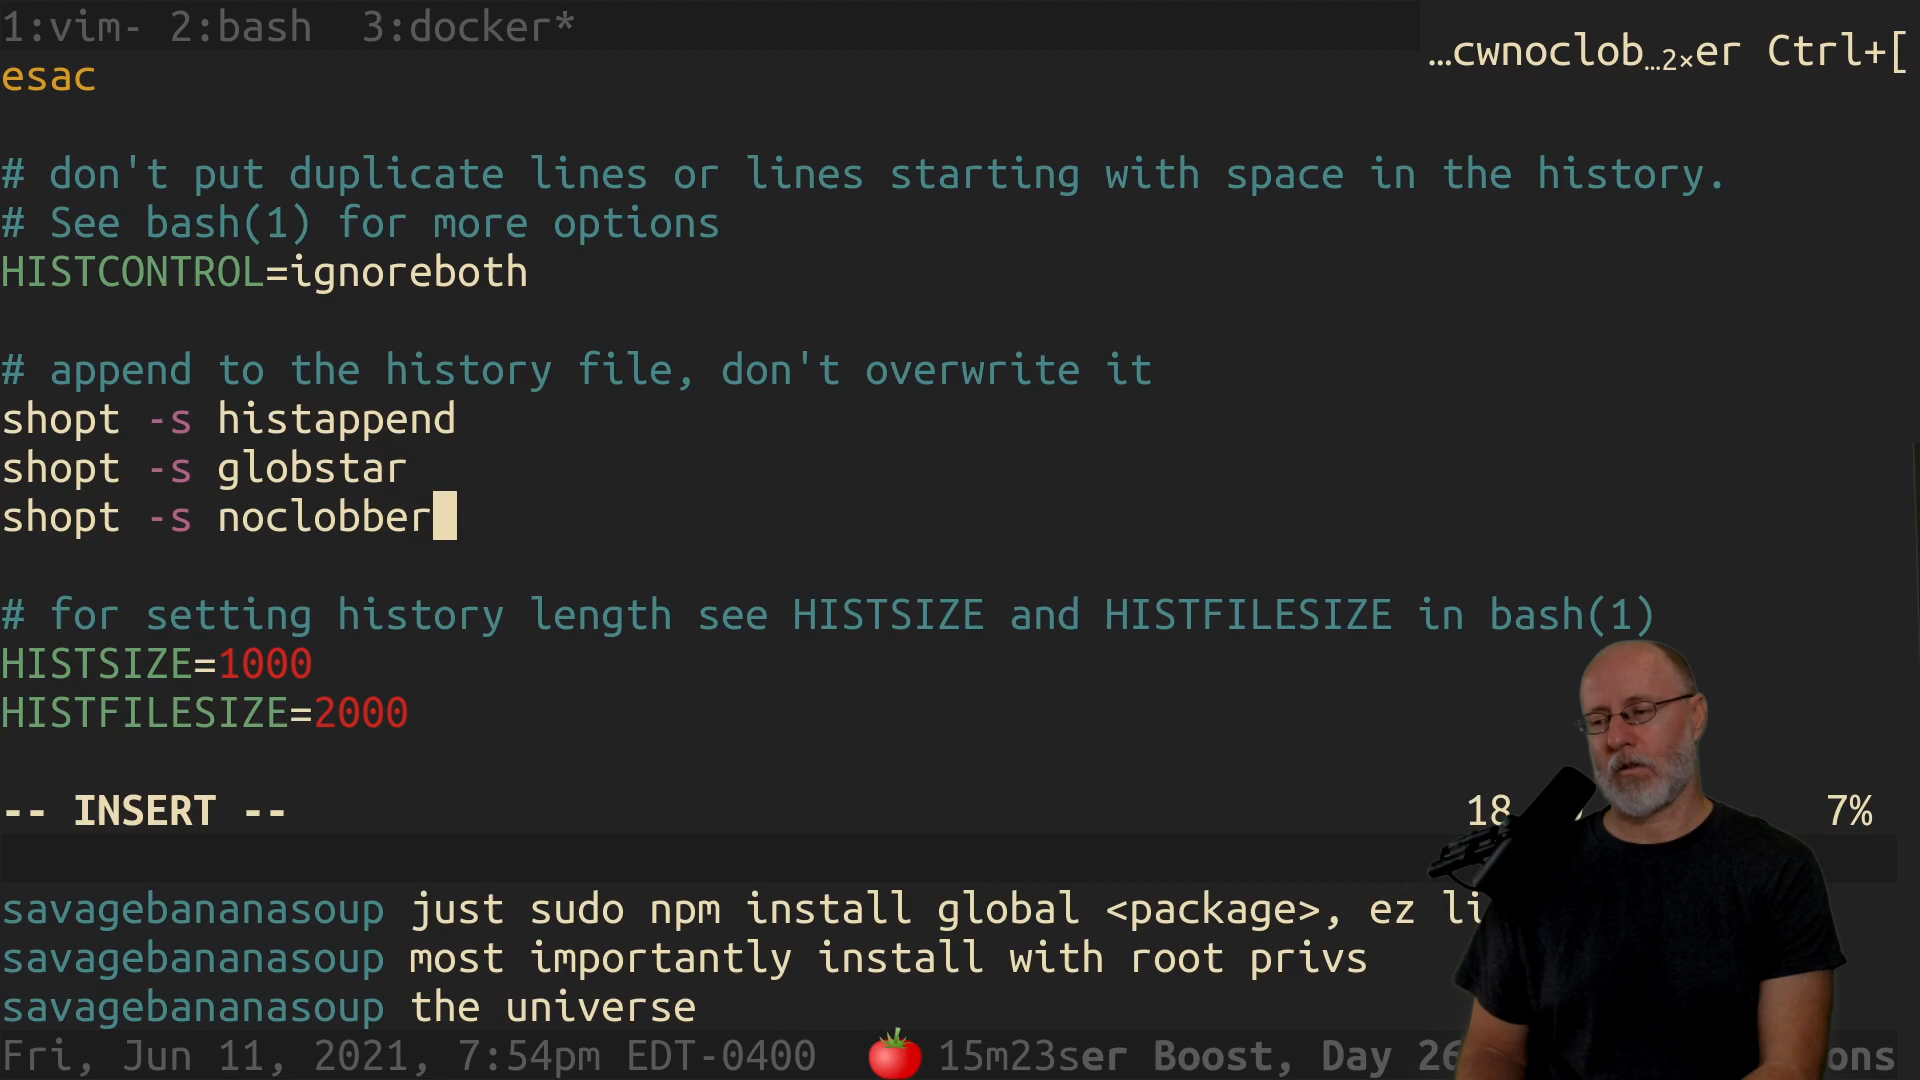 1:vim- 2:bash  3:docker*
…cwnoclob…2×er Ctrl+[
esac
# don't put duplicate lines or lines starting with space in the history.
# See bash(1) for more options
HISTCONTROL=ignoreboth
# append to the history file, don't overwrite it
shopt -s histappend
shopt -s globstar
shopt -s noclobber
# for setting history length see HISTSIZE and HISTFILESIZE in bash(1)
HISTSIZE=1000
HISTFILESIZE=2000
-- INSERT -- 18 7%
savagebananasoup just sudo npm install global <package>, ez li
savagebananasoup most importantly install with root privs
savagebananasoup the universe
Fri, Jun 11, 2021, 7:54pm EDT-0400 🍅 15m23ser Boost, Day 26 ons